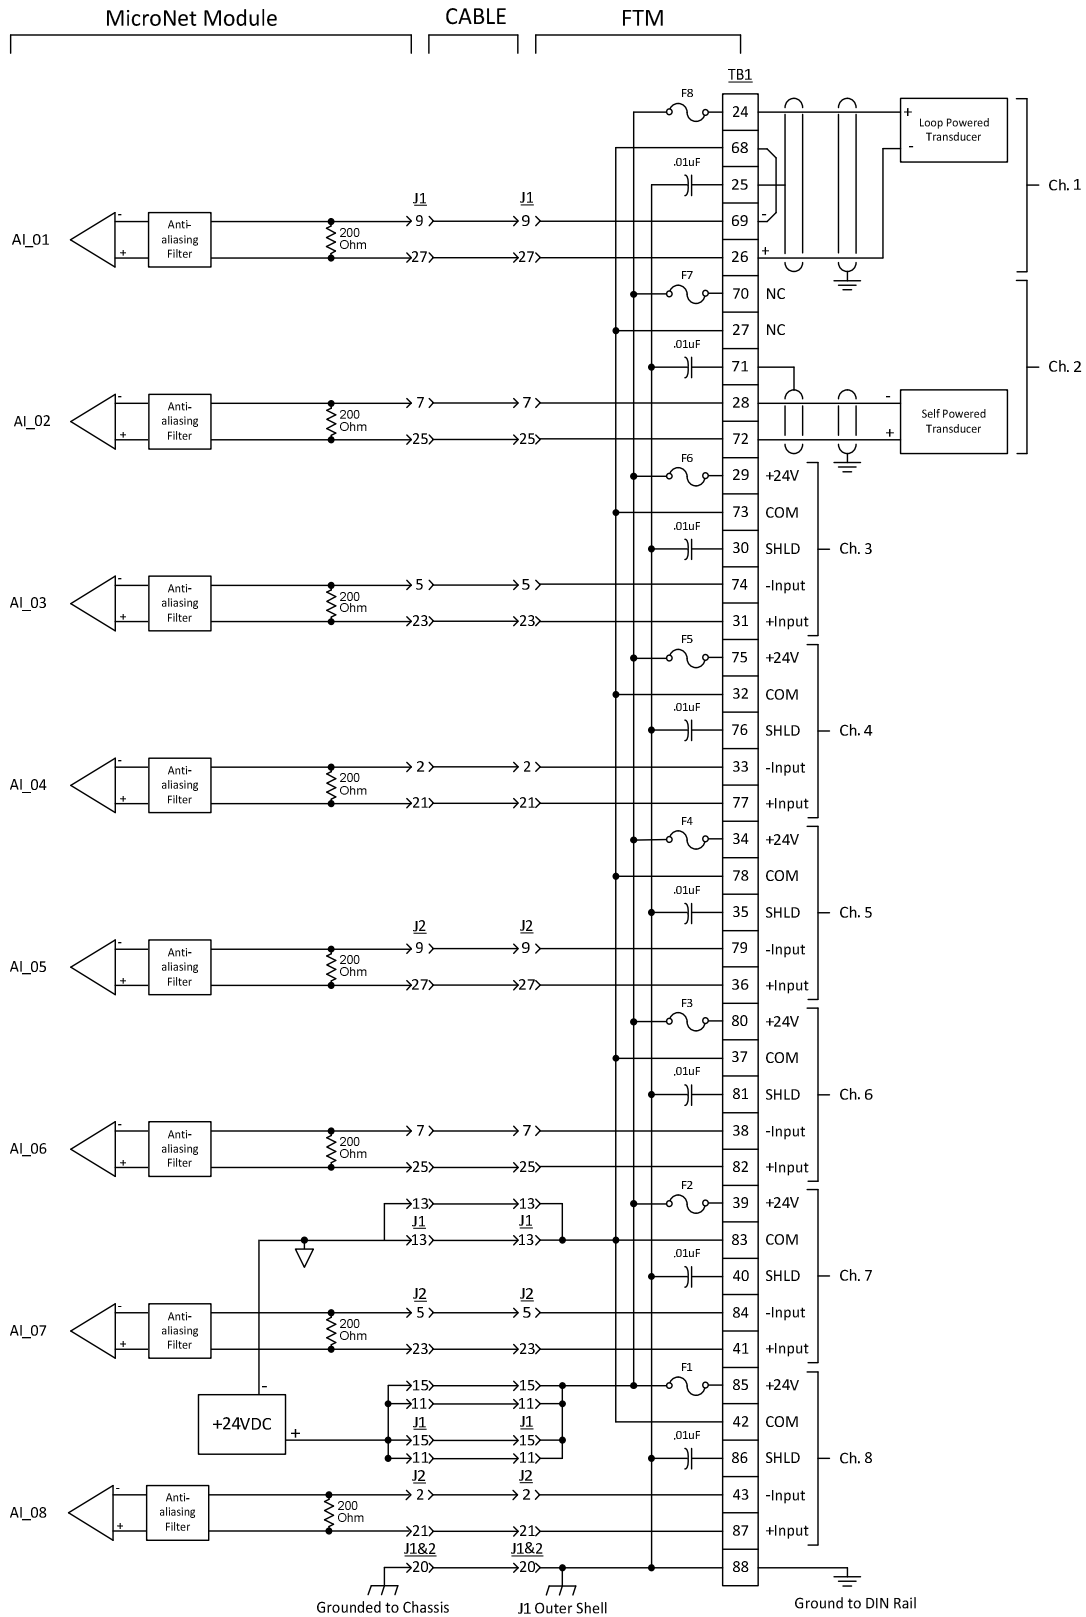 MicroNet Module CABLE FTM
TB1
F8
24
+ Loop Powered
Transducer
-
68
.01uF
25
Ch. 1
J1 J1
AI_01
- +
Anti-
aliasing
Filter
200
Ohm
9 9 69 -
27 27 26 +
F7
70 NC
27 NC
.01uF
71
Ch. 2
AI_02
- +
Anti-
aliasing
Filter
200
Ohm
7 7 28 -
25 25 72 +
Self Powered
Transducer
F6
29 +24V
73 COM
.01uF
30 SHLD Ch. 3
AI_03
- +
Anti-
aliasing
Filter
200
Ohm
5 5 74 -Input
23 23 31 +Input
F5
75 +24V
32 COM
.01uF
76 SHLD Ch. 4
AI_04
- +
Anti-
aliasing
Filter
200
Ohm
2 2 33 -Input
21 21 77 +Input
F4
34 +24V
78 COM
.01uF
35 SHLD Ch. 5
J2 J2
AI_05
- +
Anti-
aliasing
Filter
200
Ohm
9 9 79 -Input
27 27 36 +Input
F3
80 +24V
37 COM
.01uF
81 SHLD Ch. 6
AI_06
- +
Anti-
aliasing
Filter
200
Ohm
7 7 38 -Input
25 25 82 +Input
F2
13 13 39 +24V
J1 J1
13 13 83 COM
.01uF
40 SHLD Ch. 7
J2 J2
AI_07
- +
Anti-
aliasing
Filter
200
Ohm
5 5 84 -Input
23 23 41 +Input
F1
15 15 85 +24V
11 11
-
+24VDC +
J1 J1
42 COM
15 15
.01uF
11 11 86 SHLD Ch. 8
J2 J2
AI_08
- +
Anti-
aliasing
Filter
200
Ohm
2 2 43 -Input
21 21 87 +Input
J1&2 J1&2
20 20 88
Grounded to Chassis J1 Outer Shell Ground to DIN Rail